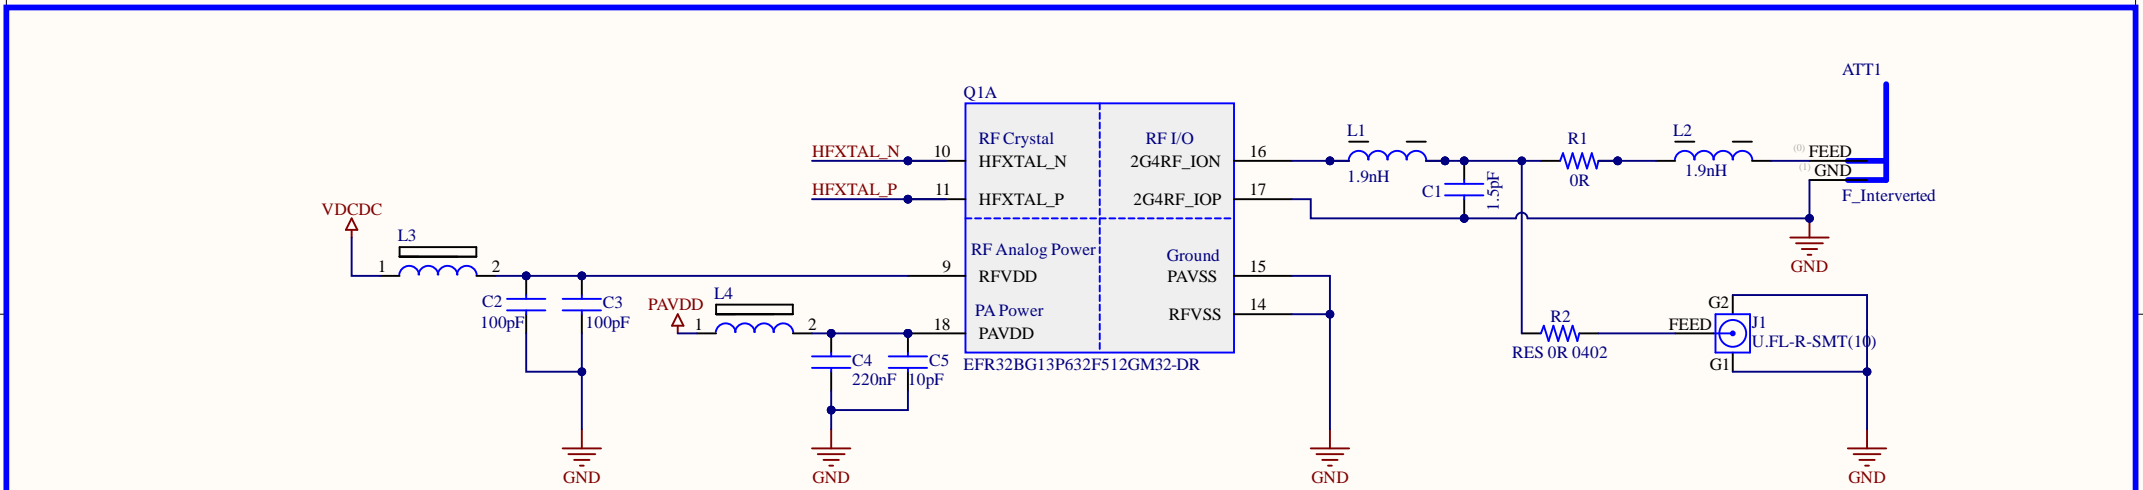 ATT1
Q1A
RF Crystal
RF I/O
L1
R1
L2
HFXTAL_N
10
HFXTAL_N
2G4RF_ION
16
(0) FEED
1.9nH
0R
1.9nH
(1) GND
HFXTAL_P
11
HFXTAL_P
2G4RF_IOP
17
C1
1.5pF
F_Interverted
VDCDC
L3
RF Analog Power
Ground
1
2
9
RFVDD
PAVSS
15
GND
C2
100pF
C3
100pF
PAVDD
L4
1
2
PA Power
18
PAVDD
RFVSS
14
EFR32BG13P632F512GM32-DR
C4
220nF
C5
10pF
R2
RES 0R 0402
G2
FEED
J1
U.FL-R-SMT(10)
G1
GND
GND
GND
GND